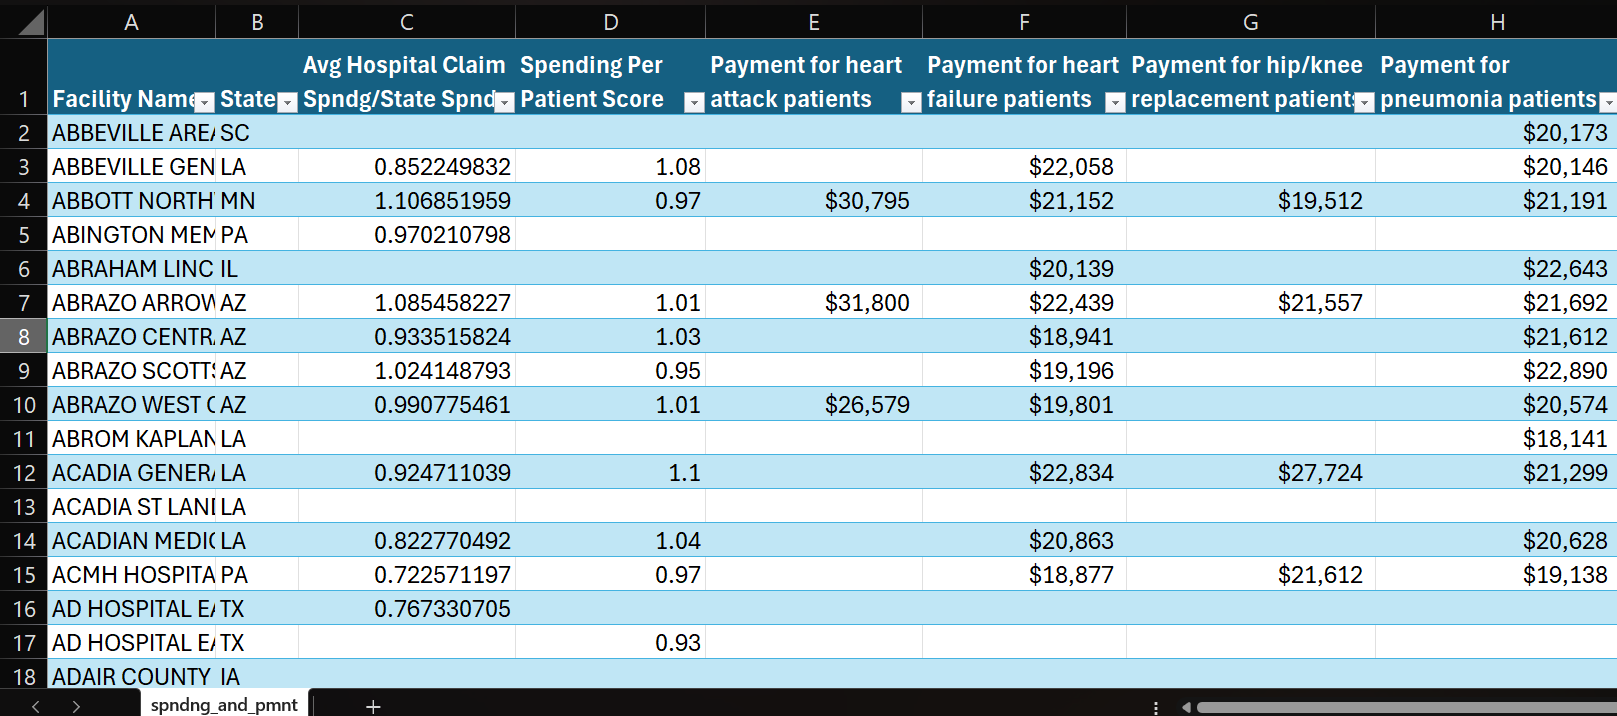 A B C D E F G H
1 Facility Name State Avg Hospital Claim Spndg/State Spnd Spending Per Patient Score Payment for heart attack patients Payment for heart failure patients Payment for hip/knee replacement patients Payment for pneumonia patients
2 ABBEVILLE AREA SC $20,173
3 ABBEVILLE GEN LA 0.852249832 1.08 $22,058 $20,146
4 ABBOTT NORTH MN 1.106851959 0.97 $30,795 $21,152 $19,512 $21,191
5 ABINGTON MEM PA 0.970210798
6 ABRAHAM LINC IL $20,139 $22,643
7 ABRAZO ARROW AZ 1.085458227 1.01 $31,800 $22,439 $21,557 $21,692
8 ABRAZO CENTR AZ 0.933515824 1.03 $18,941 $21,612
9 ABRAZO SCOTTS AZ 1.024148793 0.95 $19,196 $22,890
10 ABRAZO WEST C AZ 0.990775461 1.01 $26,579 $19,801 $20,574
11 ABROM KAPLAN LA $18,141
12 ACADIA GENERA LA 0.924711039 1.1 $22,834 $27,724 $21,299
13 ACADIA ST LAND LA
14 ACADIAN MEDIC LA 0.822770492 1.04 $20,863 $20,628
15 ACMH HOSPITA PA 0.722571197 0.97 $18,877 $21,612 $19,138
16 AD HOSPITAL EA TX 0.767330705
17 AD HOSPITAL EA TX 0.93
18 ADAIR COUNTY IA
spndng_and_pmnt